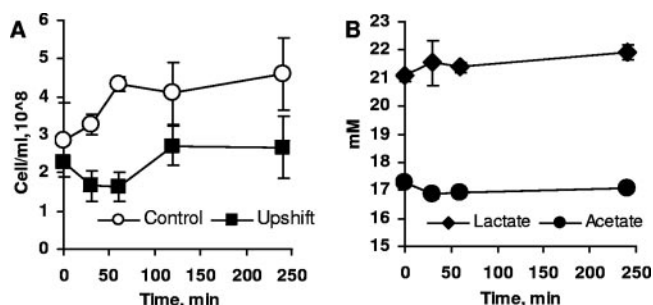 A
Cell/ml, 10^8
6
5
4
3
2
1
0
Control
Upshift
0 50 100 150 200 250
Time, min
B
mM
23
22
21
20
19
18
17
16
15
Lactate
Acetate
0 50 100 150 200 250
Time, min